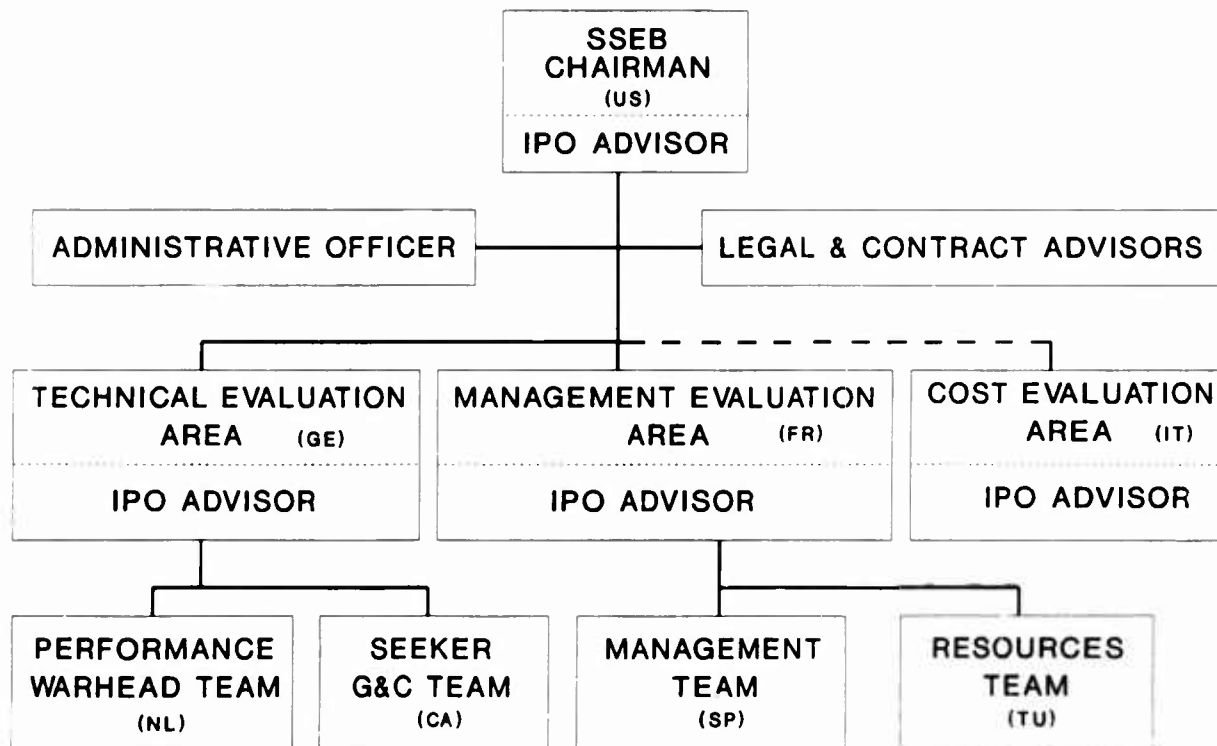 SSEB
CHAIRMAN
(US)
IPO ADVISOR
ADMINISTRATIVE OFFICER
LEGAL & CONTRACT ADVISORS
TECHNICAL EVALUATION
AREA (GE)
IPO ADVISOR
MANAGEMENT EVALUATION
AREA (FR)
IPO ADVISOR
COST EVALUATION
AREA (IT)
IPO ADVISOR
PERFORMANCE
WARHEAD TEAM
(NL)
SEEKER
G&C TEAM
(CA)
MANAGEMENT
TEAM
(SP)
RESOURCES
TEAM
(TU)